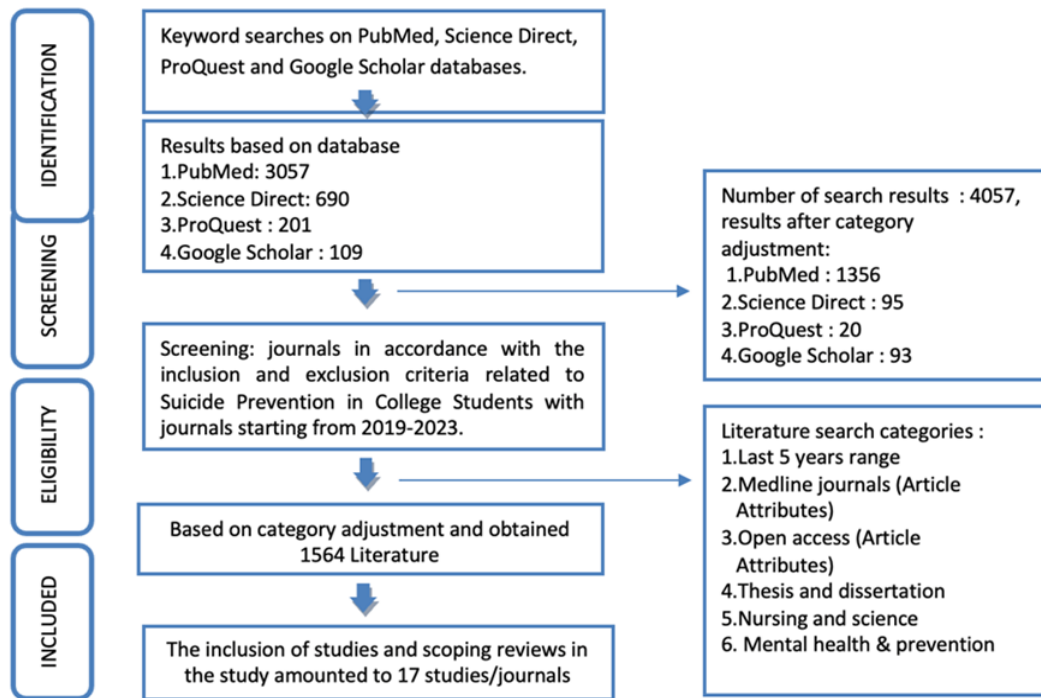 IDENTIFICATION
Keyword searches on PubMed, Science Direct,
ProQuest and Google Scholar databases.
Results based on database
1.PubMed: 3057
2.Science Direct: 690
3.ProQuest : 201
4.Google Scholar : 109
SCREENING
Number of search results : 4057,
results after category
adjustment:
1.PubMed : 1356
2.Science Direct : 95
3.ProQuest : 20
4.Google Scholar : 93
Screening: journals in accordance with the
inclusion and exclusion criteria related to
Suicide Prevention in College Students with
journals starting from 2019-2023.
ELIGIBILITY
Literature search categories :
1.Last 5 years range
2.Medline journals (Article
Attributes)
3.Open access (Article
Attributes)
4.Thesis and dissertation
5.Nursing and science
6. Mental health & prevention
Based on category adjustment and obtained
1564 Literature
INCLUDED
The inclusion of studies and scoping reviews in
the study amounted to 17 studies/journals